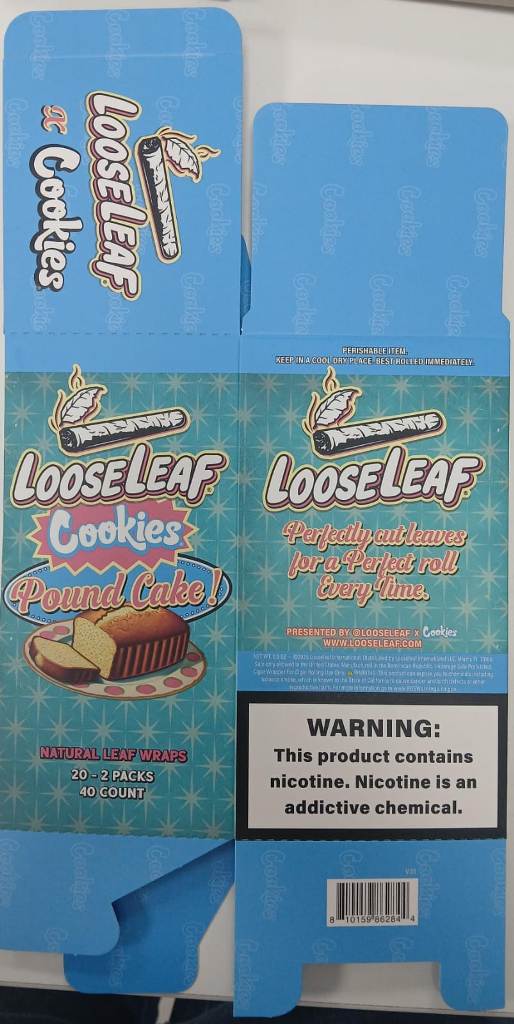 LOOSELEAF
x Cookies
LOOSELEAF
Cookies
Pound Cake!
NATURAL LEAF WRAPS
20 - 2 PACKS
40 COUNT
PERISHABLE ITEM.
KEEP IN A COOL DRY PLACE. BEST ROLLED IMMEDIATELY.
LOOSELEAF
Perfectly cut leaves
for a Perfect roll
Every Time.
PRESENTED BY @LOOSELEAF X Cookies
WWW.LOOSELEAF.COM
WARNING:
This product contains
nicotine. Nicotine is an
addictive chemical.
8 10159 86284 4